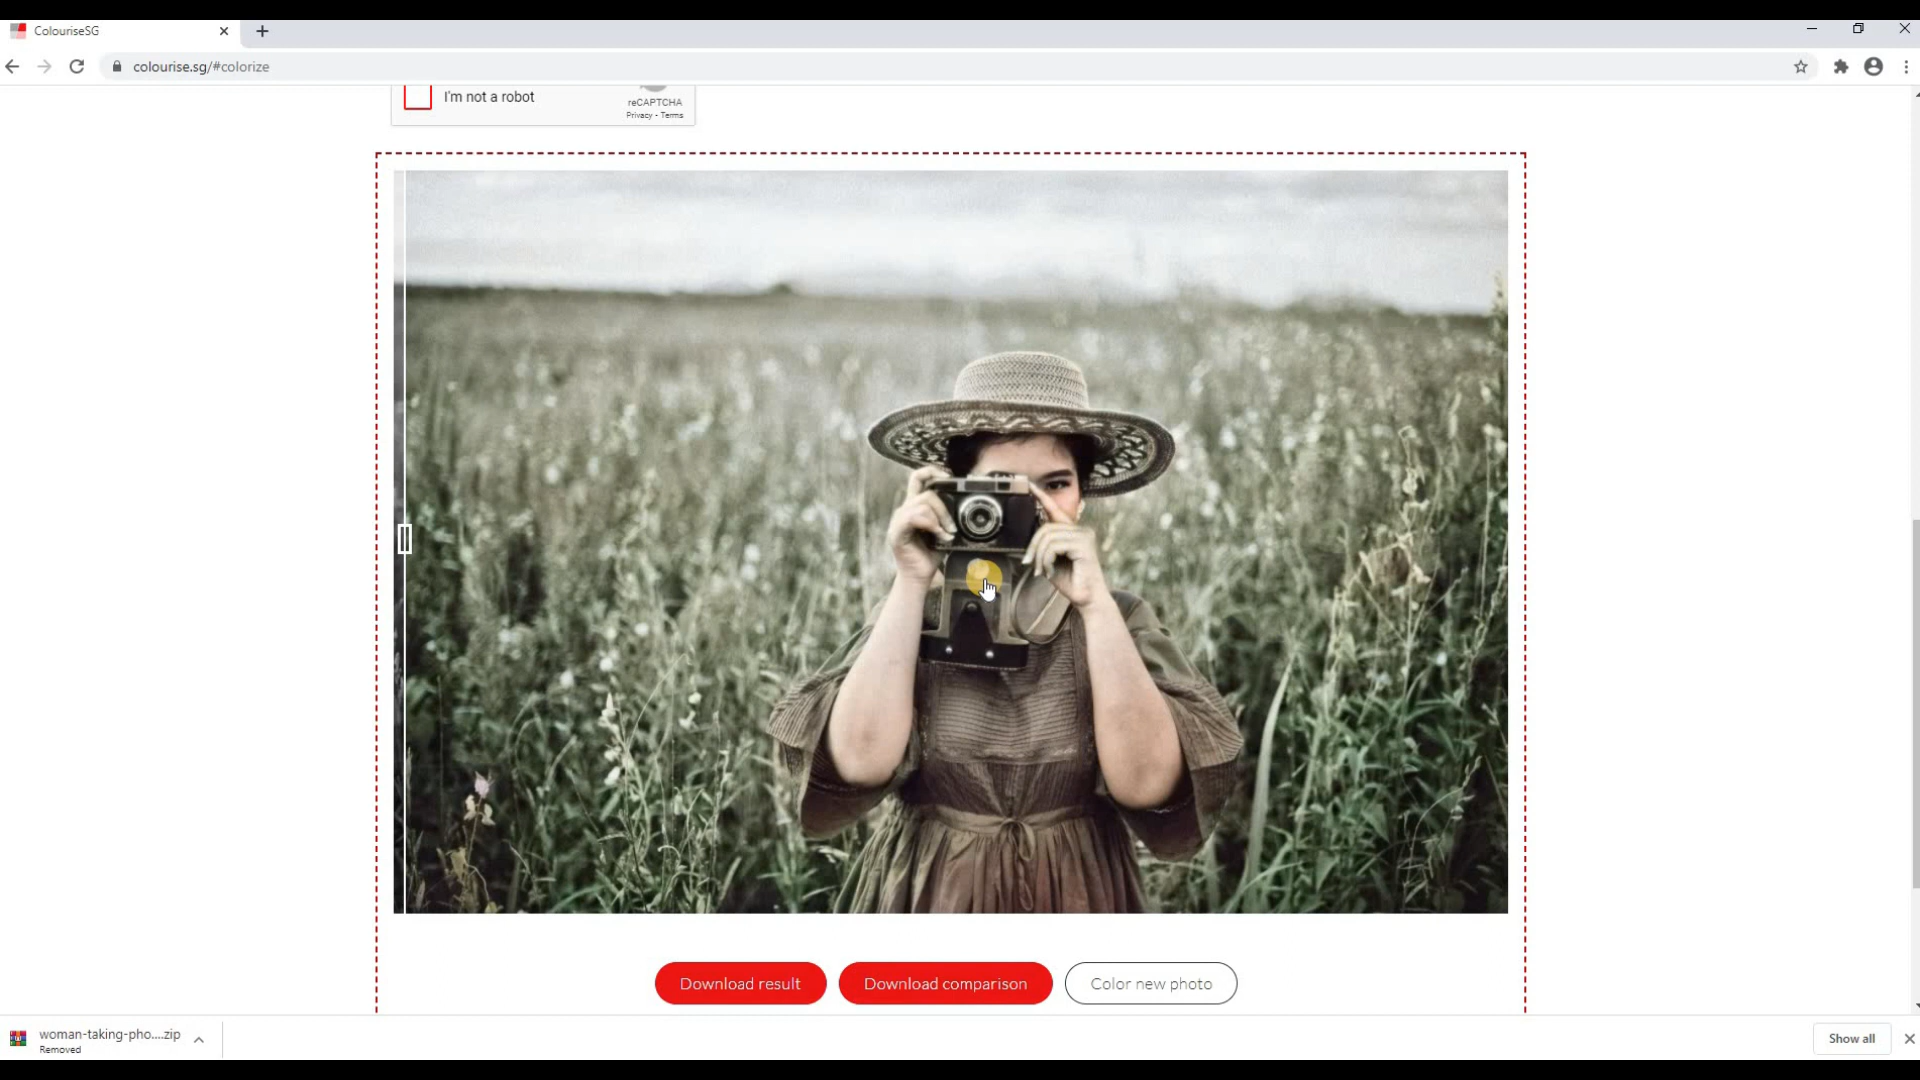 ColouriseSG
colourise.sg/#colorize
I'm not a robot
reCAPTCHA
Privacy - Terms
Download result
Download comparison
Color new photo
woman-taking-pho....zip
Removed
Show all